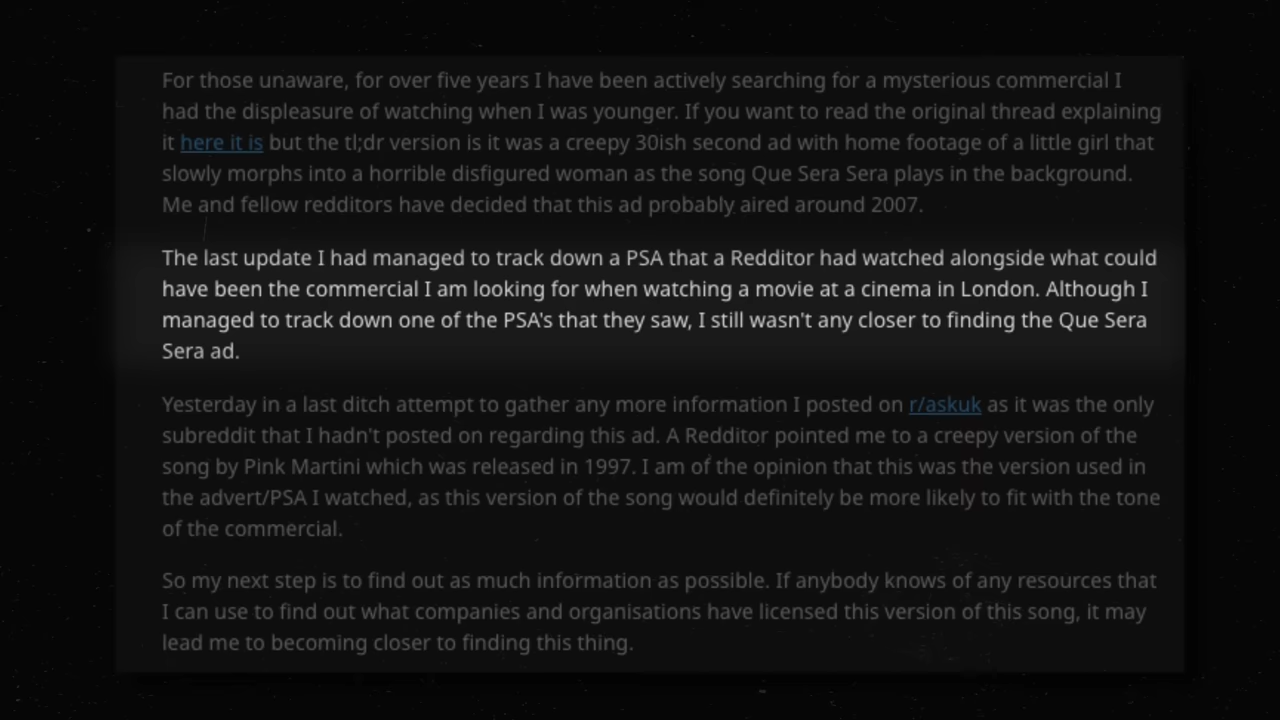 For those unaware, for over five years I have been actively searching for a mysterious commercial I
had the displeasure of watching when I was younger. If you want to read the original thread explaining
it here it is but the tl;dr version is it was a creepy 30ish second ad with home footage of a little girl that
slowly morphs into a horrible disfigured woman as the song Que Sera Sera plays in the background.
Me and fellow redditors have decided that this ad probably aired around 2007.
The last update I had managed to track down a PSA that a Redditor had watched alongside what could
have been the commercial I am looking for when watching a movie at a cinema in London. Although I
managed to track down one of the PSA's that they saw, I still wasn't any closer to finding the Que Sera
Sera ad.
Yesterday in a last ditch attempt to gather any more information I posted on r/askuk as it was the only
subreddit that I hadn't posted on regarding this ad. A Redditor pointed me to a creepy version of the
song by Pink Martini which was released in 1997. I am of the opinion that this was the version used in
the advert/PSA I watched, as this version of the song would definitely be more likely to fit with the tone
of the commercial.
So my next step is to find out as much information as possible. If anybody knows of any resources that
I can use to find out what companies and organisations have licensed this version of this song, it may
lead me to becoming closer to finding this thing.